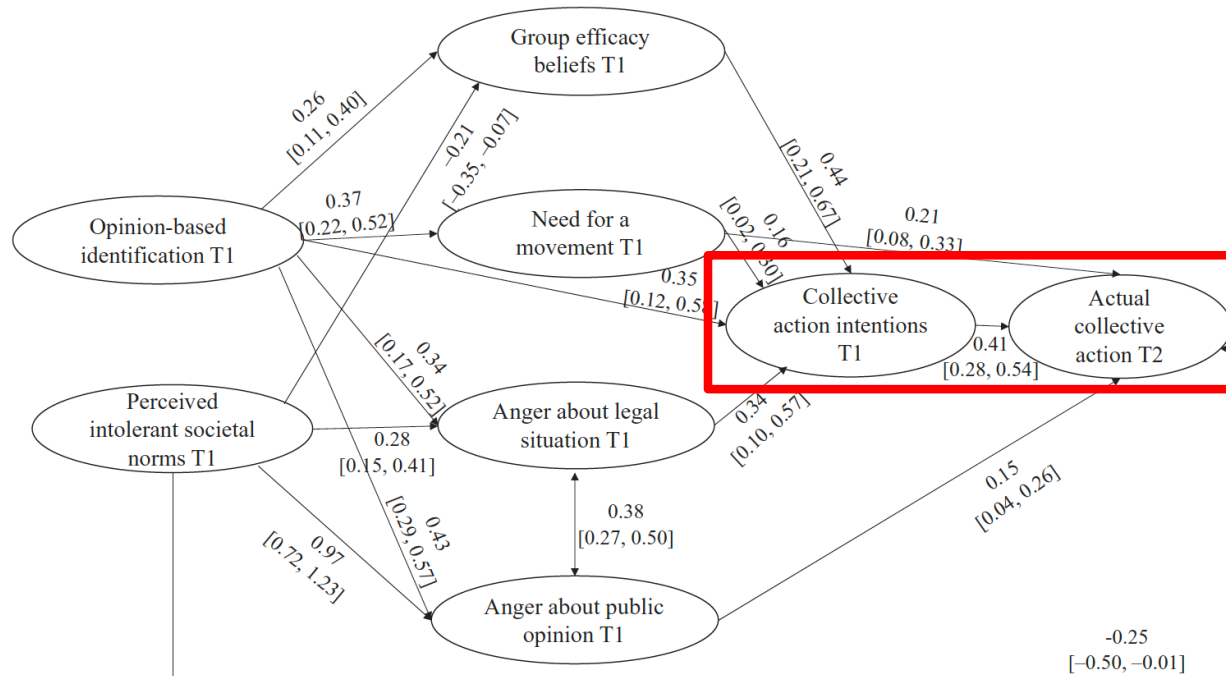 Group efficacy
beliefs T1
0.26
[0.11, 0.40]
−0.21
[−0.35, −0.07]
0.44
[0.21, 0.67]
Opinion-based
identification T1
0.37
[0.22, 0.52]
Need for a
movement T1
0.16
[0.02, 0.30]
0.21
[0.08, 0.33]
0.35
[0.12, 0.58]
Collective
action intentions
T1
0.41
[0.28, 0.54]
Actual
collective
action T2
0.34
[0.17, 0.52]
Perceived
intolerant societal
norms T1
0.28
[0.15, 0.41]
Anger about legal
situation T1
0.34
[0.10, 0.57]
0.43
[0.29, 0.57]
0.97
[0.72, 1.23]
0.38
[0.27, 0.50]
0.15
[0.04, 0.26]
Anger about public
opinion T1
-0.25
[−0.50, −0.01]